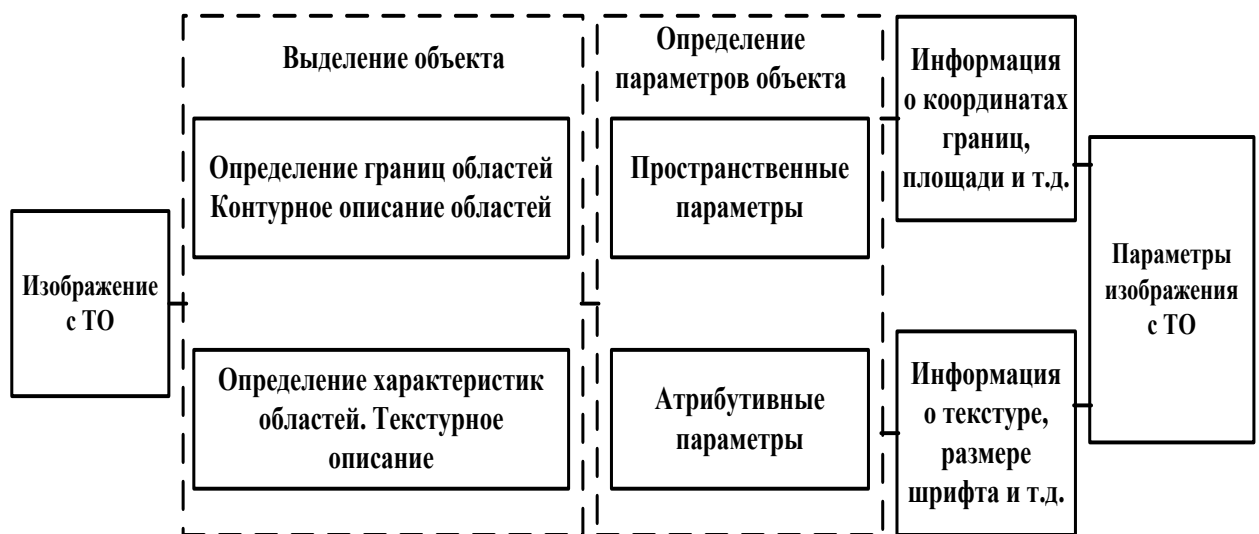 Изображение
с ТО
Выделение объекта
Определение границ областей
Контурное описание областей
Определение характеристик
областей. Текстурное
описание
Определение
параметров объекта
Пространственные
параметры
Атрибутивные
параметры
Информация
о координатах
границ,
площади и т.д.
Информация
о текстуре,
размере
шрифта и т.д.
Параметры
изображения
с ТО